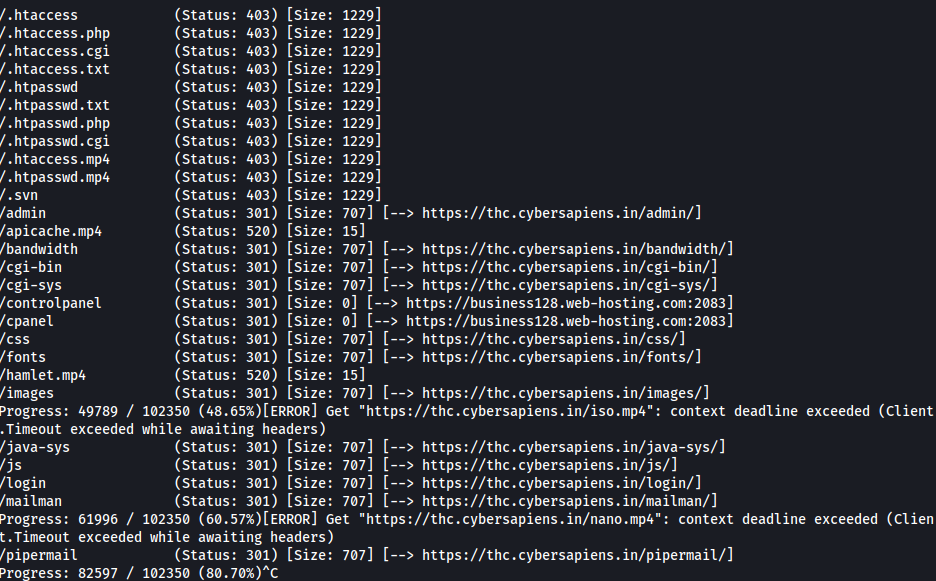 /.htaccess (Status: 403) [Size: 1229]
/.htaccess.php (Status: 403) [Size: 1229]
/.htaccess.cgi (Status: 403) [Size: 1229]
/.htaccess.txt (Status: 403) [Size: 1229]
/.htpasswd (Status: 403) [Size: 1229]
/.htpasswd.txt (Status: 403) [Size: 1229]
/.htpasswd.php (Status: 403) [Size: 1229]
/.htpasswd.cgi (Status: 403) [Size: 1229]
/.htaccess.mp4 (Status: 403) [Size: 1229]
/.htpasswd.mp4 (Status: 403) [Size: 1229]
/.svn (Status: 403) [Size: 1229]
/admin (Status: 301) [Size: 707] [--> https://thc.cybersapiens.in/admin/]
/apicache.mp4 (Status: 520) [Size: 15]
/bandwidth (Status: 301) [Size: 707] [--> https://thc.cybersapiens.in/bandwidth/]
/cgi-bin (Status: 301) [Size: 707] [--> https://thc.cybersapiens.in/cgi-bin/]
/cgi-sys (Status: 301) [Size: 707] [--> https://thc.cybersapiens.in/cgi-sys/]
/controlpanel (Status: 301) [Size: 0] [--> https://business128.web-hosting.com:2083]
/cpanel (Status: 301) [Size: 0] [--> https://business128.web-hosting.com:2083]
/css (Status: 301) [Size: 707] [--> https://thc.cybersapiens.in/css/]
/fonts (Status: 301) [Size: 707] [--> https://thc.cybersapiens.in/fonts/]
/hamlet.mp4 (Status: 520) [Size: 15]
/images (Status: 301) [Size: 707] [--> https://thc.cybersapiens.in/images/]
Progress: 49789 / 102350 (48.65%)[ERROR] Get "https://thc.cybersapiens.in/iso.mp4": context deadline exceeded (Client
.Timeout exceeded while awaiting headers)
/java-sys (Status: 301) [Size: 707] [--> https://thc.cybersapiens.in/java-sys/]
/js (Status: 301) [Size: 707] [--> https://thc.cybersapiens.in/js/]
/login (Status: 301) [Size: 707] [--> https://thc.cybersapiens.in/login/]
/mailman (Status: 301) [Size: 707] [--> https://thc.cybersapiens.in/mailman/]
Progress: 61996 / 102350 (60.57%)[ERROR] Get "https://thc.cybersapiens.in/nano.mp4": context deadline exceeded (Clien
t.Timeout exceeded while awaiting headers)
/pipermail (Status: 301) [Size: 707] [--> https://thc.cybersapiens.in/pipermail/]
Progress: 82597 / 102350 (80.70%)^C